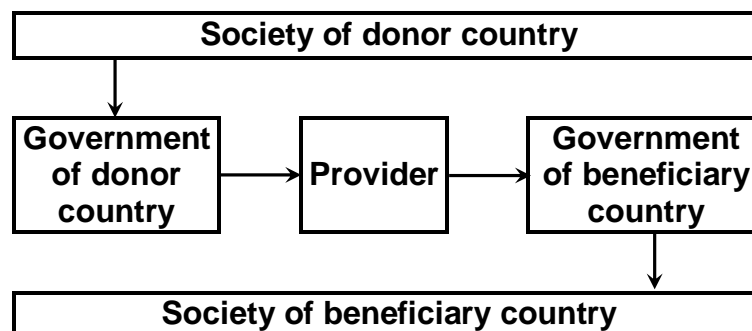 Society of donor country
Government
of donor
country
Provider
Government
of beneficiary
country
Society of beneficiary country